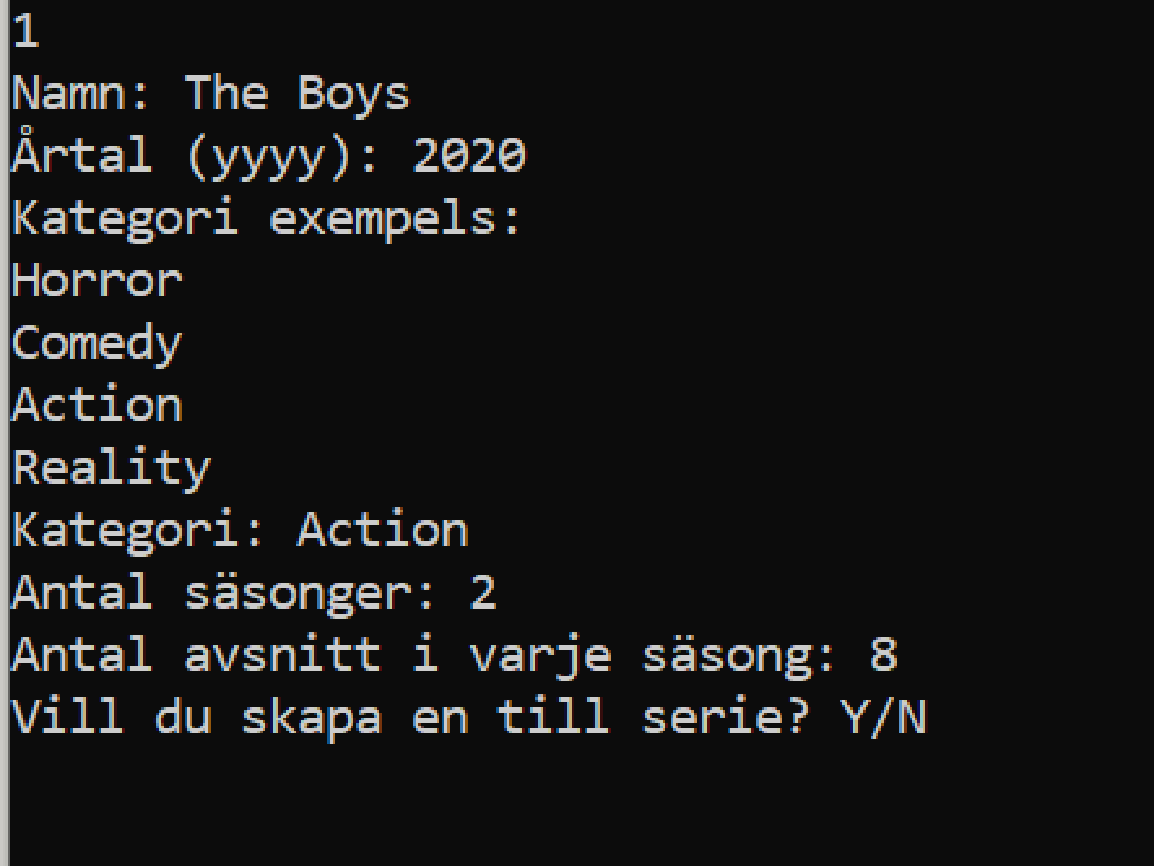 1
Namn: The Boys
Årtal (yyyy): 2020
Kategori exempels:
Horror
Comedy
Action
Reality
Kategori: Action
Antal säsonger: 2
Antal avsnitt i varje säsong: 8
Vill du skapa en till serie? Y/N